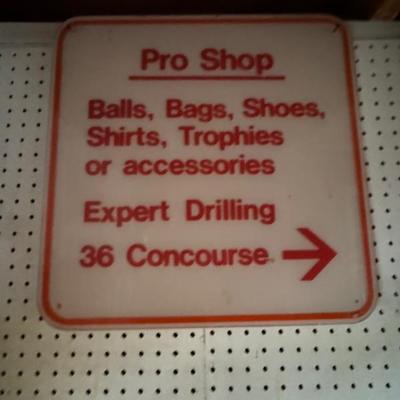 Pro Shop
Balls, Bags, Shoes,
Shirts, Trophies
or accessories
Expert Drilling
36 Concourse